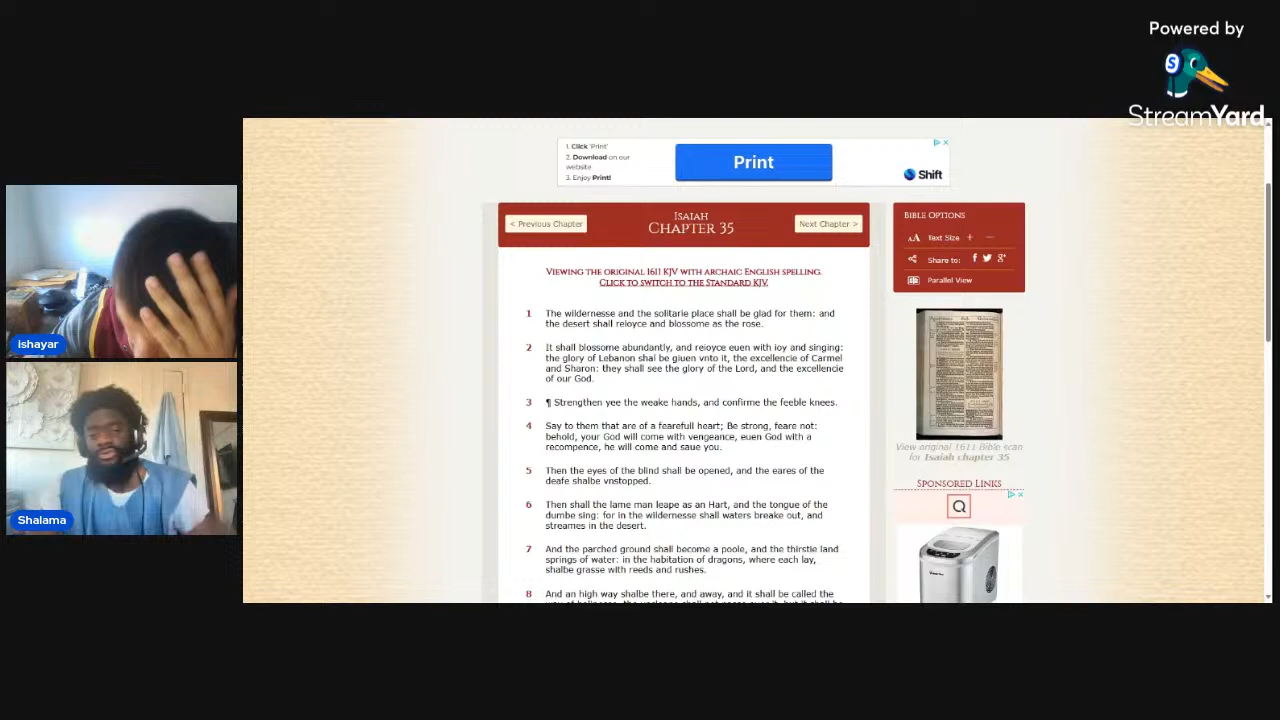 Powered by
StreamYard
1. Click 'Print'
2. Download on our
website
3. Enjoy Print!
Print
Shift
< Previous Chapter
Isaiah
Chapter 35
Next Chapter >
Viewing the original 1611 KJV with archaic English spelling.
Click to switch to the Standard KJV.
1 The wildernesse and the solitarie place shall be glad for them: and
the desert shall reioyce and blossome as the rose.
2 It shall blossome abundantly, and reioyce euen with ioy and singing:
the glory of Lebanon shal be giuen vnto it, the excellencie of Carmel
and Sharon: they shall see the glory of the Lord, and the excellencie
of our God.
3 ¶ Strengthen yee the weake hands, and confirme the feeble knees.
4 Say to them that are of a fearefull heart; Be strong, feare not:
behold, your God will come with vengeance, euen God with a
recompence, he will come and saue you.
5 Then the eyes of the blind shall be opened, and the eares of the
deafe shalbe vnstopped.
6 Then shall the lame man leape as an Hart, and the tongue of the
dumbe sing: for in the wildernesse shall waters breake out, and
streames in the desert.
7 And the parched ground shall become a poole, and the thirstie land
springs of water: in the habitation of dragons, where each lay,
shalbe grasse with reeds and rushes.
8 And an high way shalbe there, and away, and it shall be called the
Bible Options
AA Text Size + —
Share to: f g+
Parallel View
View original 1611 Bible scan
for Isaiah chapter 35
Sponsored Links
ishayar
Shalama